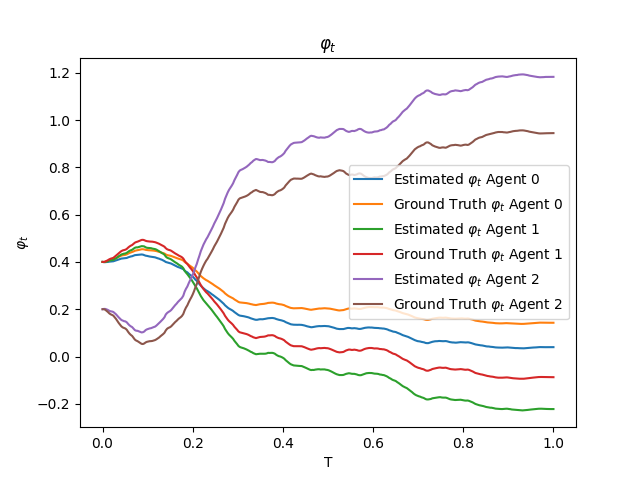 φt
1.2
1.0
0.8
0.6
0.4
0.2
0.0
−0.2
φt
0.0
0.2
0.4
0.6
0.8
1.0
T
Estimated φt Agent 0
Ground Truth φt Agent 0
Estimated φt Agent 1
Ground Truth φt Agent 1
Estimated φt Agent 2
Ground Truth φt Agent 2